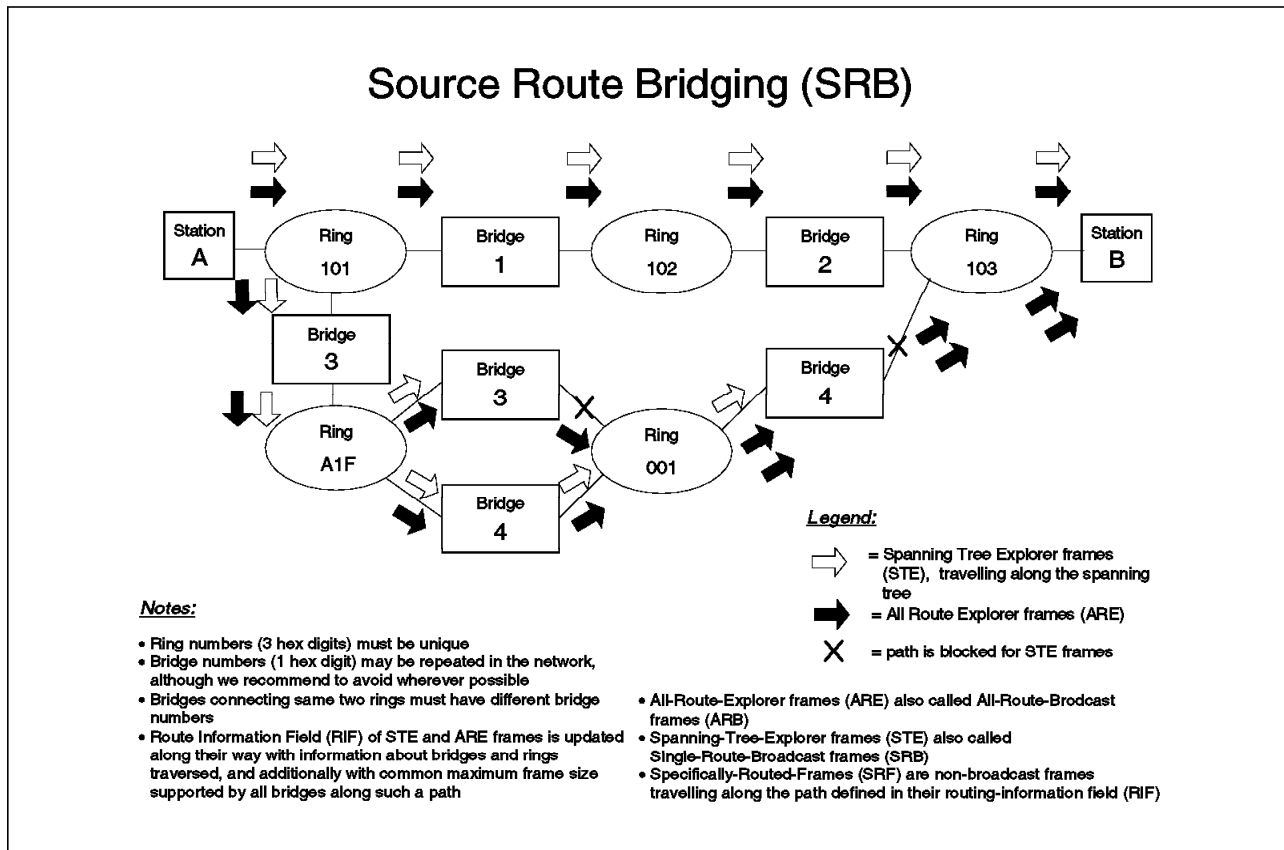 Source Route Bridging (SRB)
Station
A
Ring
101
Bridge
1
Ring
102
Bridge
2
Ring
103
Station
B
Bridge
3
Bridge
3
Bridge
4
Ring
A1F
Ring
001
Bridge
4
Legend:
= Spanning Tree Explorer frames
(STE), travelling along the spanning
tree
= All Route Explorer frames (ARE)
= path is blocked for STE frames
Notes:
• Ring numbers (3 hex digits) must be unique
• Bridge numbers (1 hex digit) may be repeated in the network,
although we recommend to avoid wherever possible
• Bridges connecting same two rings must have different bridge
numbers
• Route Information Field (RIF) of STE and ARE frames is updated
along their way with information about bridges and rings
traversed, and additionally with common maximum frame size
supported by all bridges along such a path
• All-Route-Explorer frames (ARE) also called All-Route-Brodcast
frames (ARB)
• Spanning-Tree-Explorer frames (STE) also called
Single-Route-Broadcast frames (SRB)
• Specifically-Routed-Frames (SRF) are non-broadcast frames
travelling along the path defined in their routing-information field (RIF)